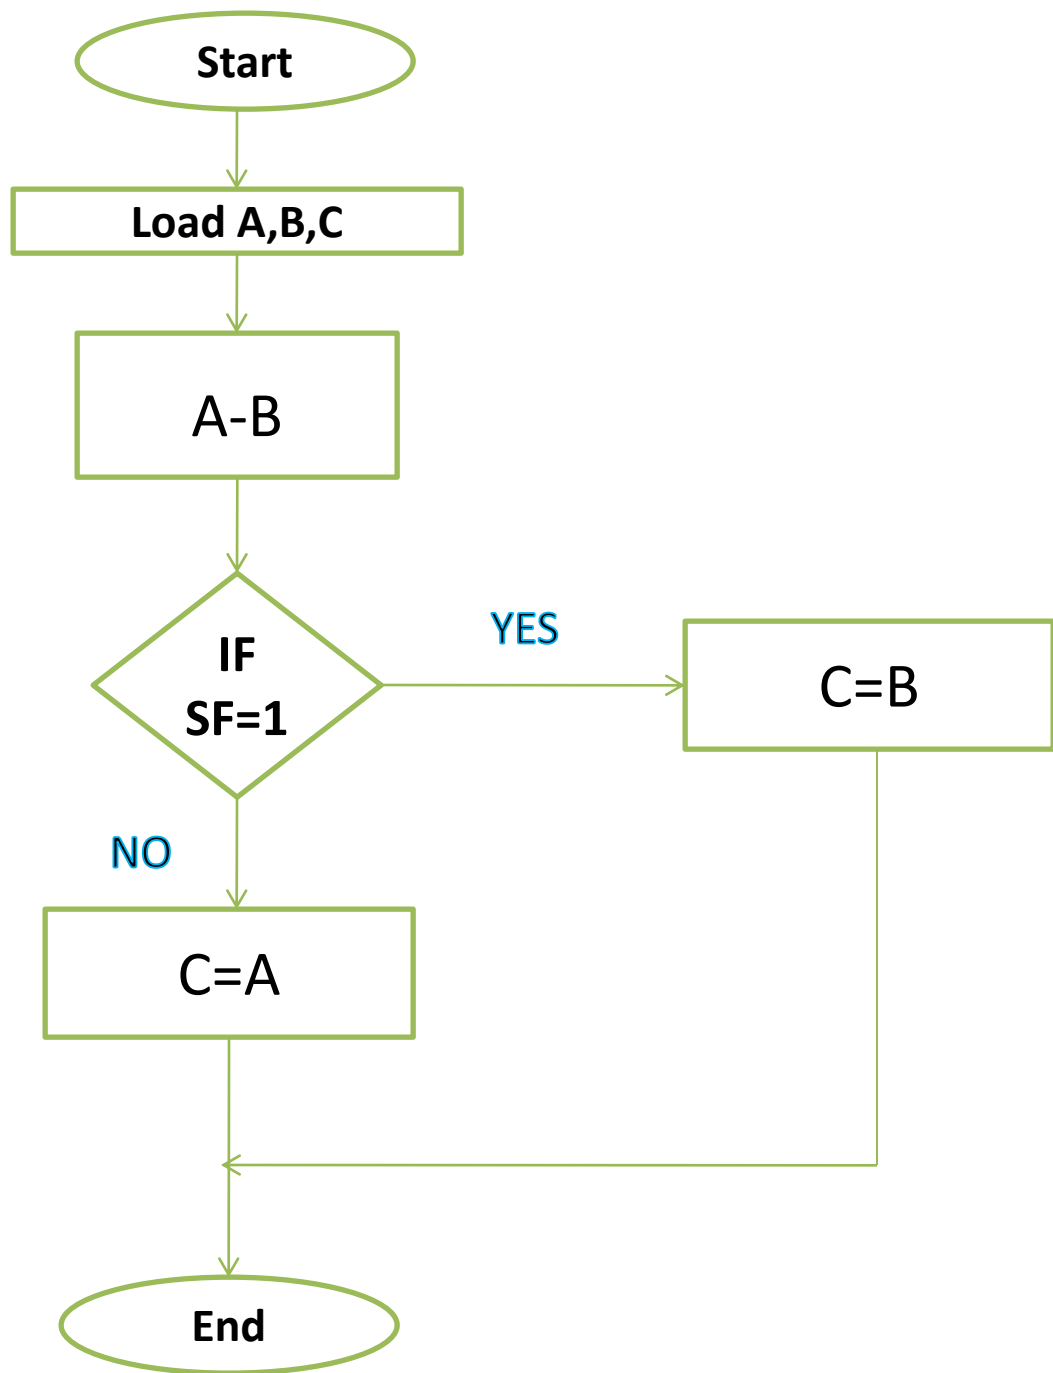 Start
Load A,B,C
A-B
IF
SF=1
YES
C=B
NO
C=A
End